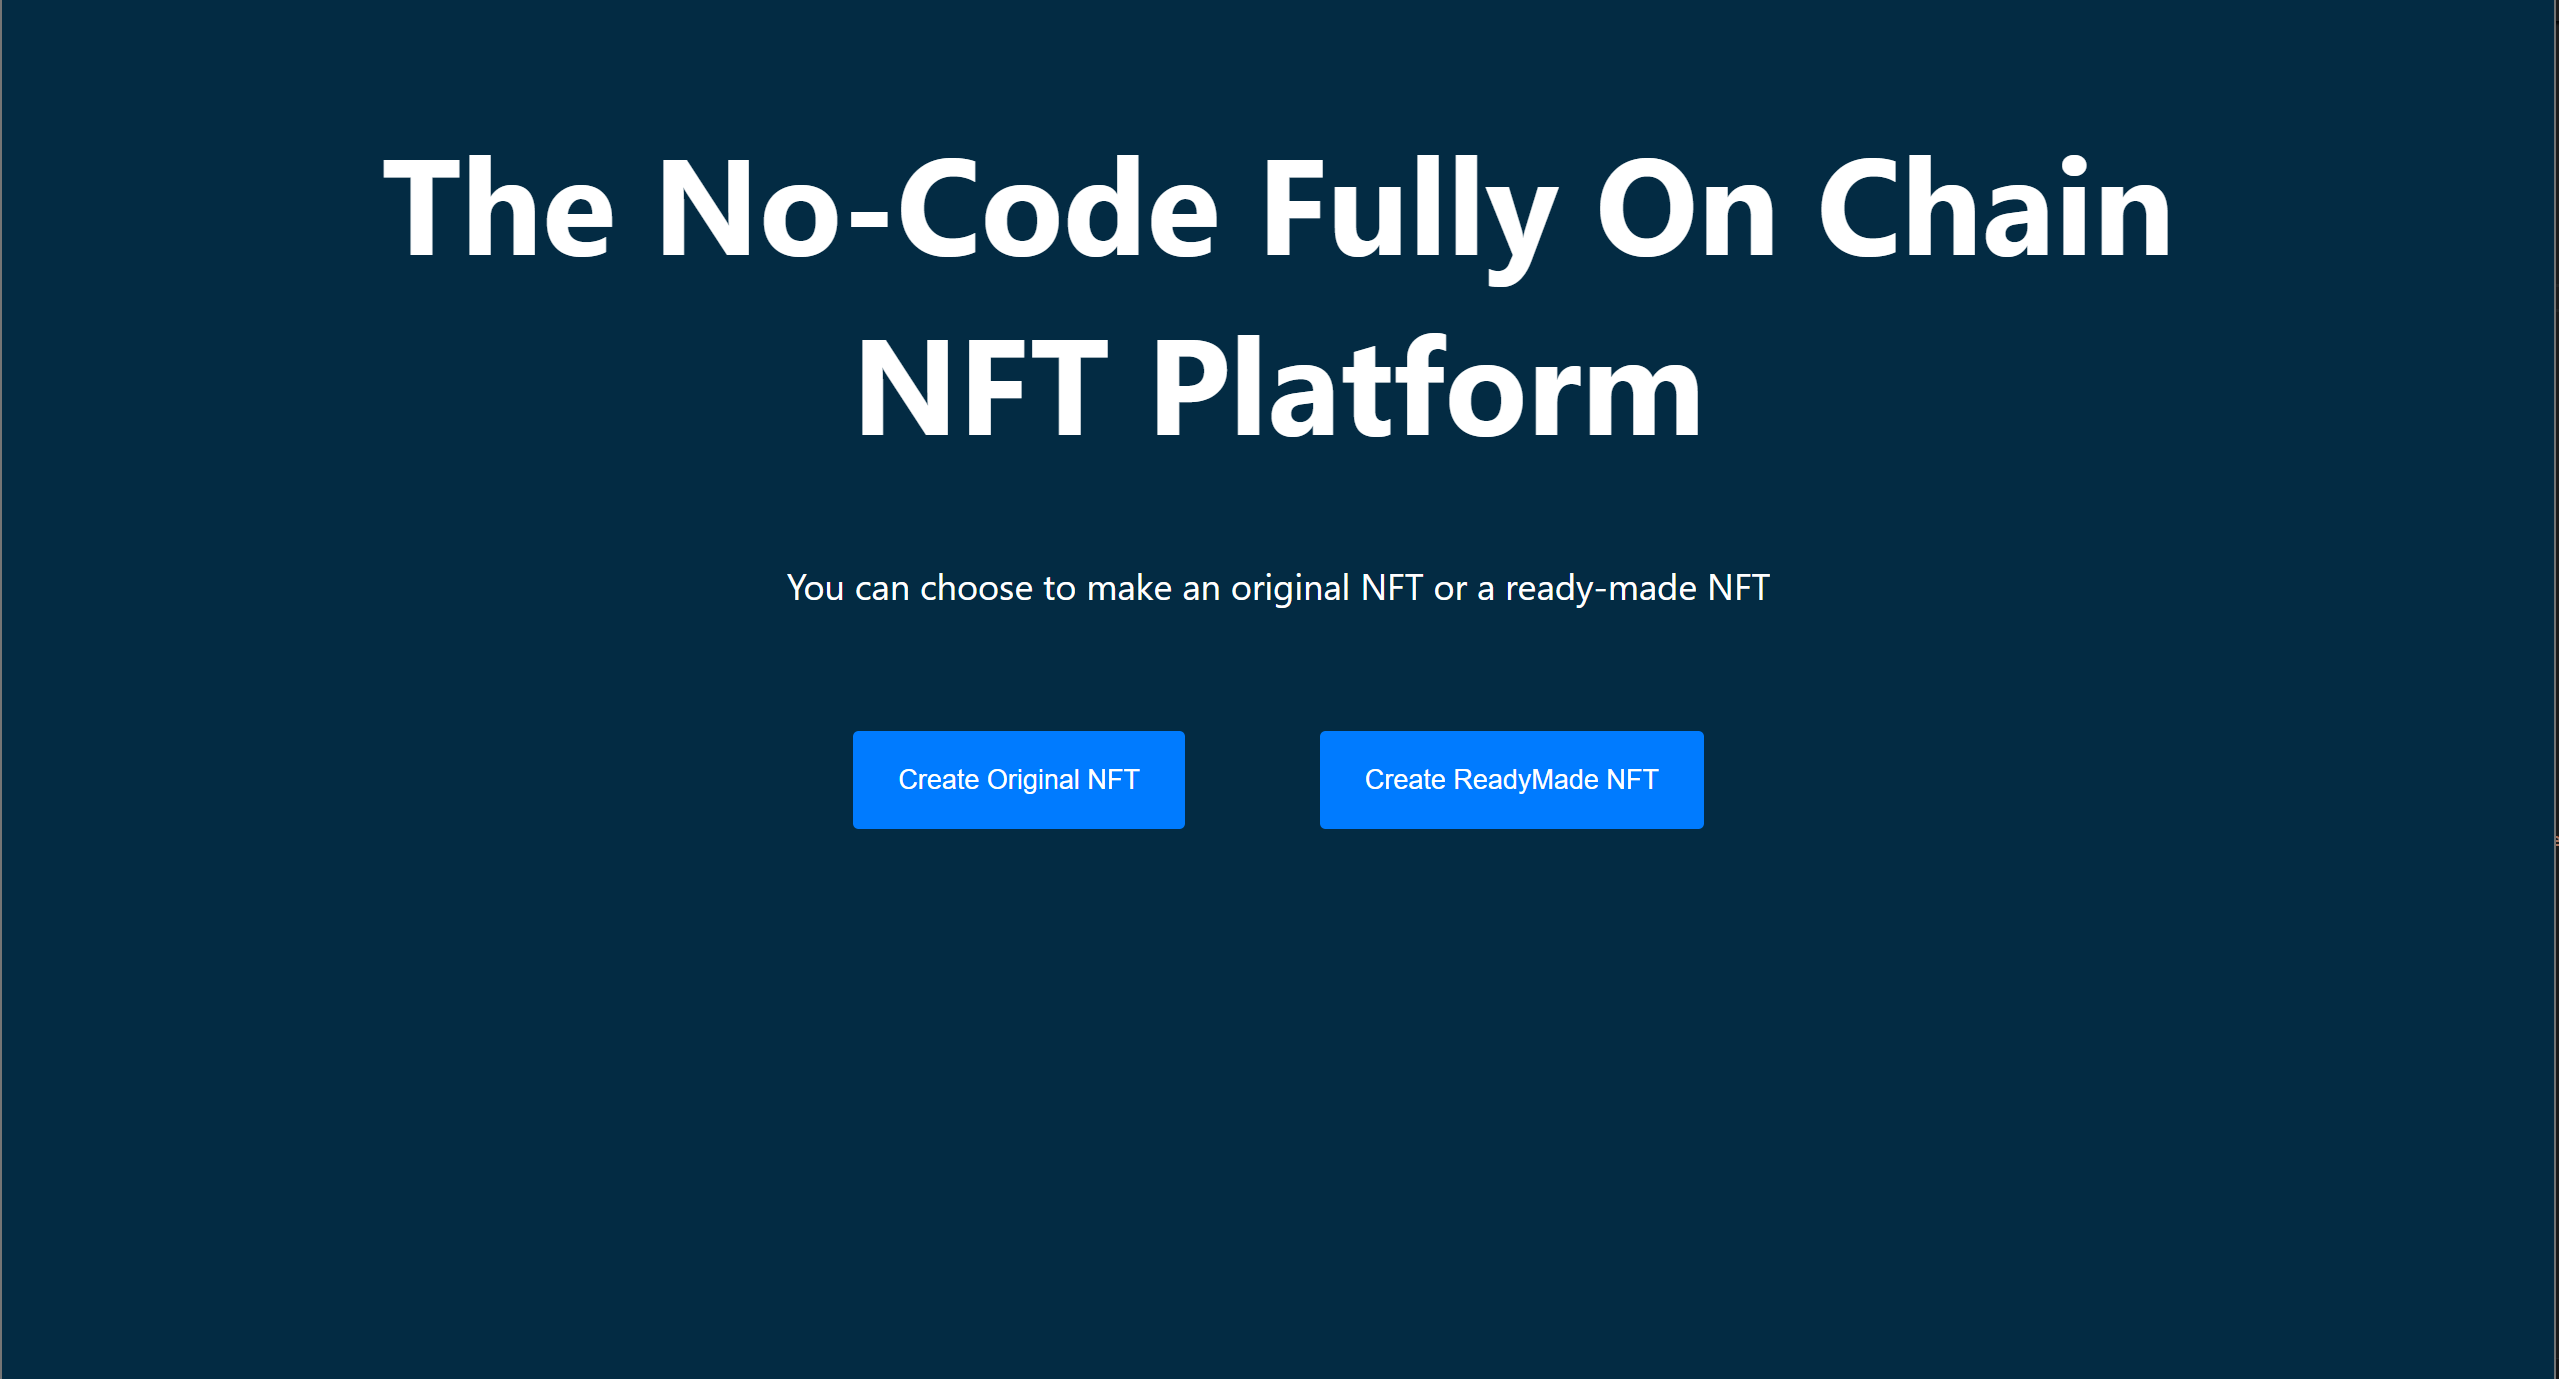 The No-Code Fully On Chain
NFT Platform
You can choose to make an original NFT or a ready-made NFT
Create Original NFT
Create ReadyMade NFT